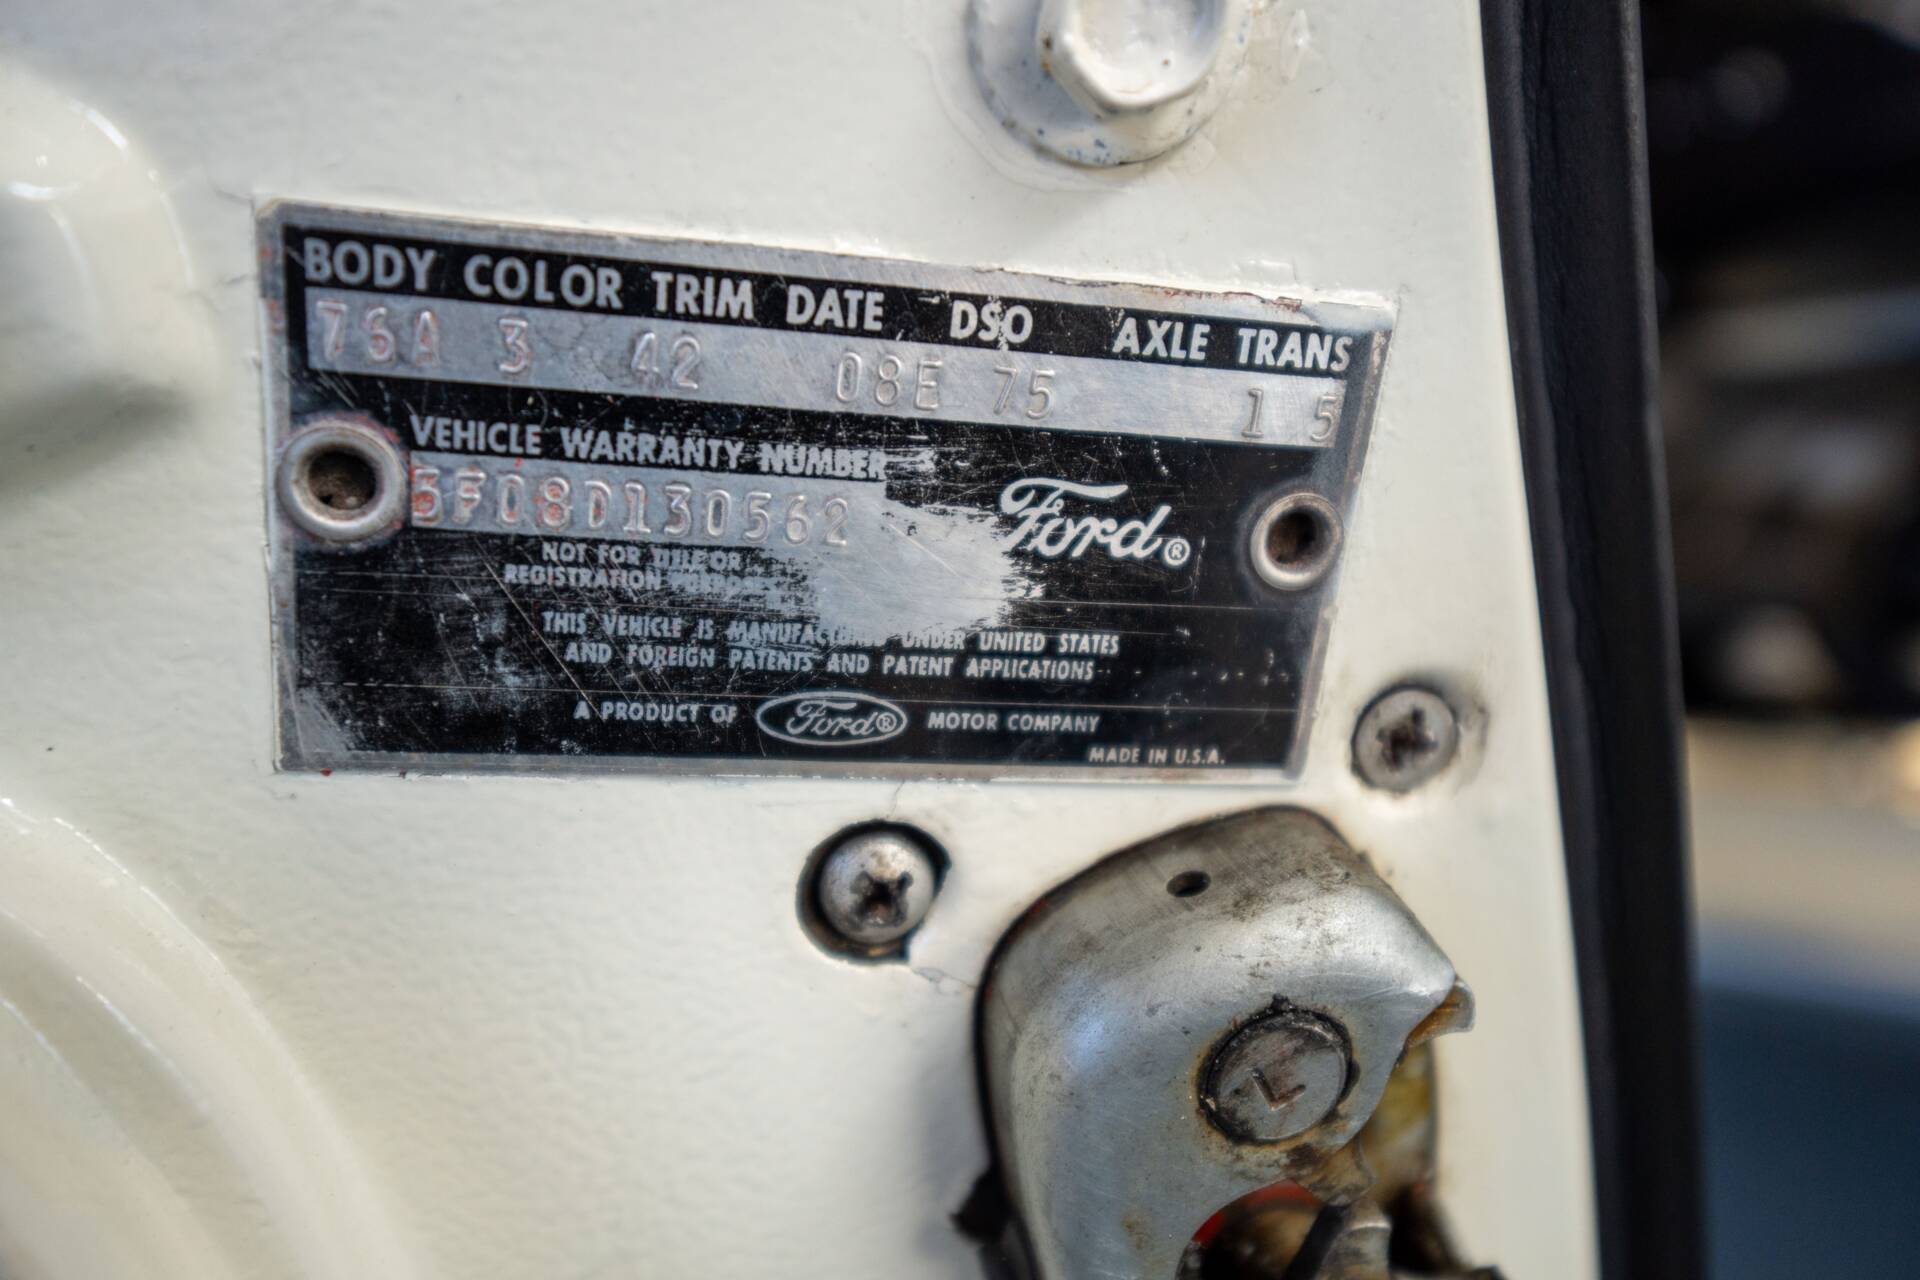 BODY COLOR TRIM DATE DSO AXLE TRANS
76A 3 42 08E 75 1 5
VEHICLE WARRANTY NUMBER
5F08D130562
Ford®
NOT FOR TITLE OR
REGISTRATION
THIS VEHICLE IS MANUFACTURED UNDER UNITED STATES
AND FOREIGN PATENTS AND PATENT APPLICATIONS
A PRODUCT OF Ford® MOTOR COMPANY
MADE IN U.S.A.
L